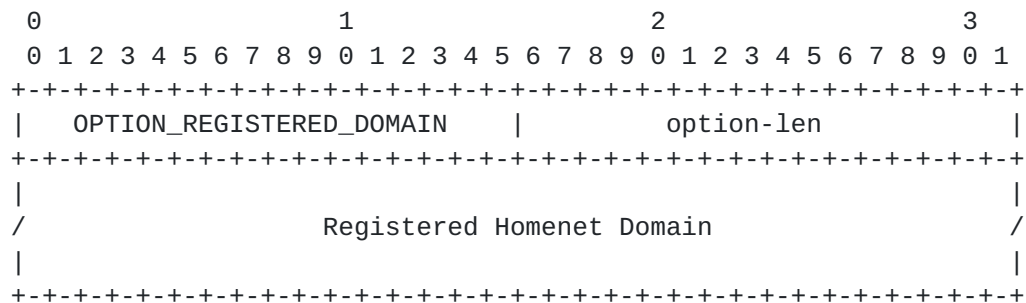 0                   1                   2                   3
 0 1 2 3 4 5 6 7 8 9 0 1 2 3 4 5 6 7 8 9 0 1 2 3 4 5 6 7 8 9 0 1
+-+-+-+-+-+-+-+-+-+-+-+-+-+-+-+-+-+-+-+-+-+-+-+-+-+-+-+-+-+-+-+-+
|   OPTION_REGISTERED_DOMAIN    |         option-len            |
+-+-+-+-+-+-+-+-+-+-+-+-+-+-+-+-+-+-+-+-+-+-+-+-+-+-+-+-+-+-+-+-+
|                                                               |
/                   Registered Homenet Domain                   /
|                                                               |
+-+-+-+-+-+-+-+-+-+-+-+-+-+-+-+-+-+-+-+-+-+-+-+-+-+-+-+-+-+-+-+-+